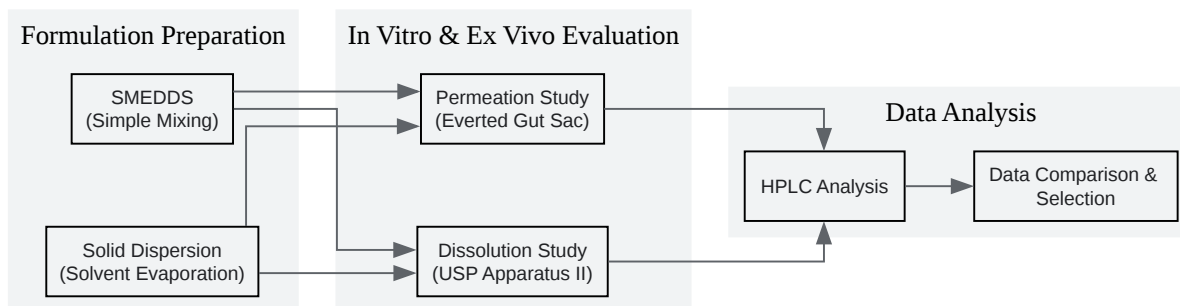 Formulation Preparation
SMEDDS
(Simple Mixing)
Solid Dispersion
(Solvent Evaporation)
In Vitro & Ex Vivo Evaluation
Permeation Study
(Everted Gut Sac)
Dissolution Study
(USP Apparatus II)
Data Analysis
HPLC Analysis
Data Comparison &
Selection